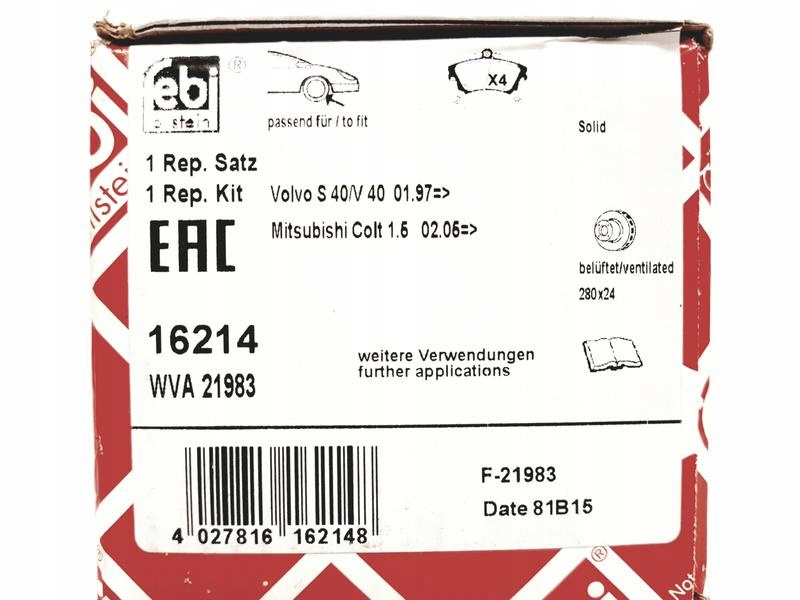 febi
bilstein
®
X4
passend für / to fit
Solid
1 Rep. Satz
1 Rep. Kit Volvo S 40/V 40 01.97=>
Mitsubishi Colt 1.5 02.05=>
EAC
belüftet/ventilated
280x24
16214
WVA 21983
weitere Verwendungen
further applications
F-21983
Date 81B15
4 027816 162148
®
Not